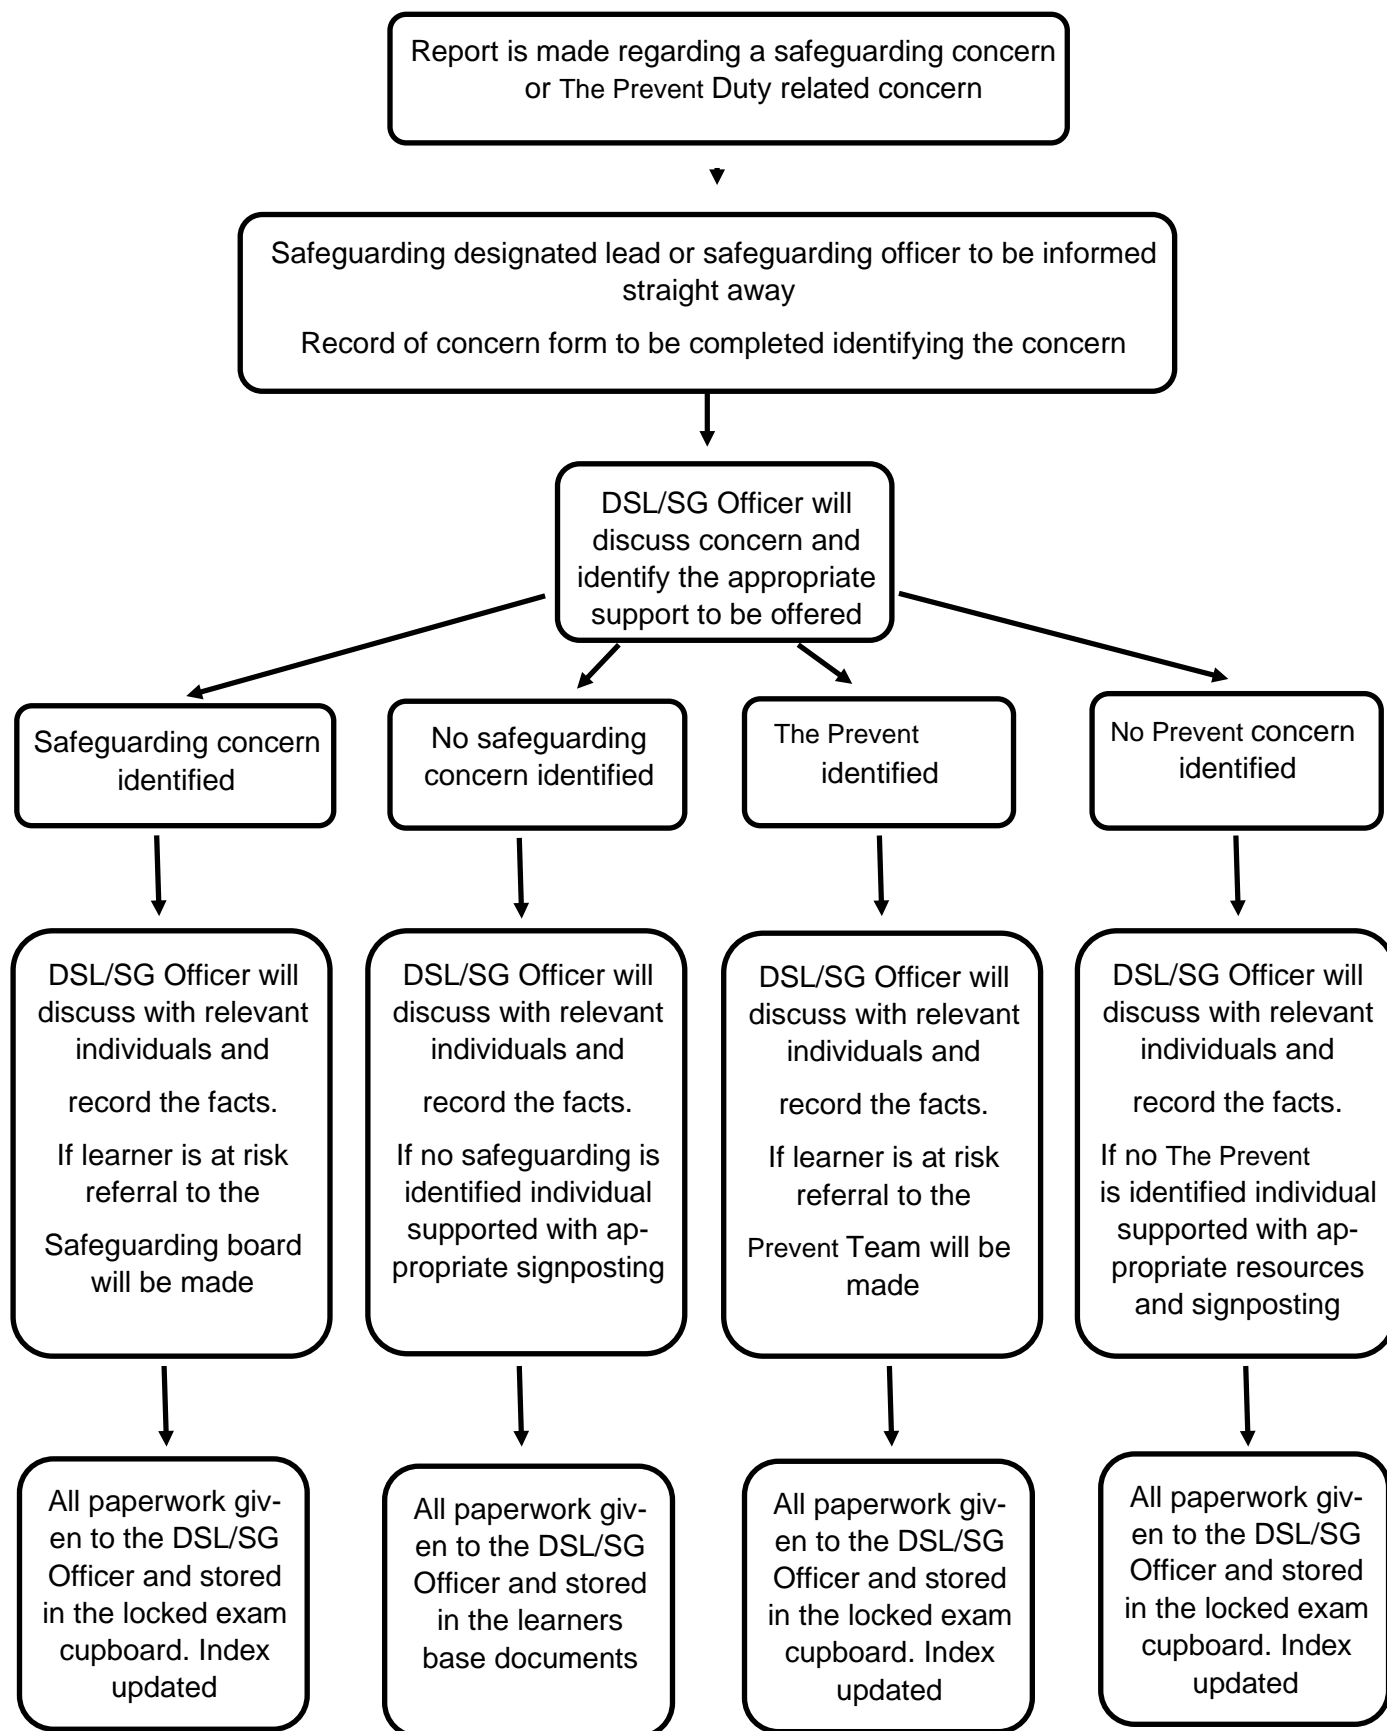 Report is made regarding a safeguarding concern
or The Prevent Duty related concern
Safeguarding designated lead or safeguarding officer to be informed
straight away
Record of concern form to be completed identifying the concern
DSL/SG Officer will
discuss concern and
identify the appropriate
support to be offered
Safeguarding concern
identified
No safeguarding
concern identified
The Prevent
identified
No Prevent concern
identified
DSL/SG Officer will
discuss with relevant
individuals and
record the facts.
If learner is at risk
referral to the
Safeguarding board
will be made
DSL/SG Officer will
discuss with relevant
individuals and
record the facts.
If no safeguarding is
identified individual
supported with ap-
propriate signposting
DSL/SG Officer will
discuss with relevant
individuals and
record the facts.
If learner is at risk
referral to the
Prevent Team will be
made
DSL/SG Officer will
discuss with relevant
individuals and
record the facts.
If no The Prevent
is identified individual
supported with ap-
propriate resources
and signposting
All paperwork giv-
en to the DSL/SG
Officer and stored
in the locked exam
cupboard. Index
updated
All paperwork giv-
en to the DSL/SG
Officer and stored
in the learners
base documents
All paperwork giv-
en to the DSL/SG
Officer and stored
in the locked exam
cupboard. Index
updated
All paperwork giv-
en to the DSL/SG
Officer and stored
in the locked exam
cupboard. Index
updated